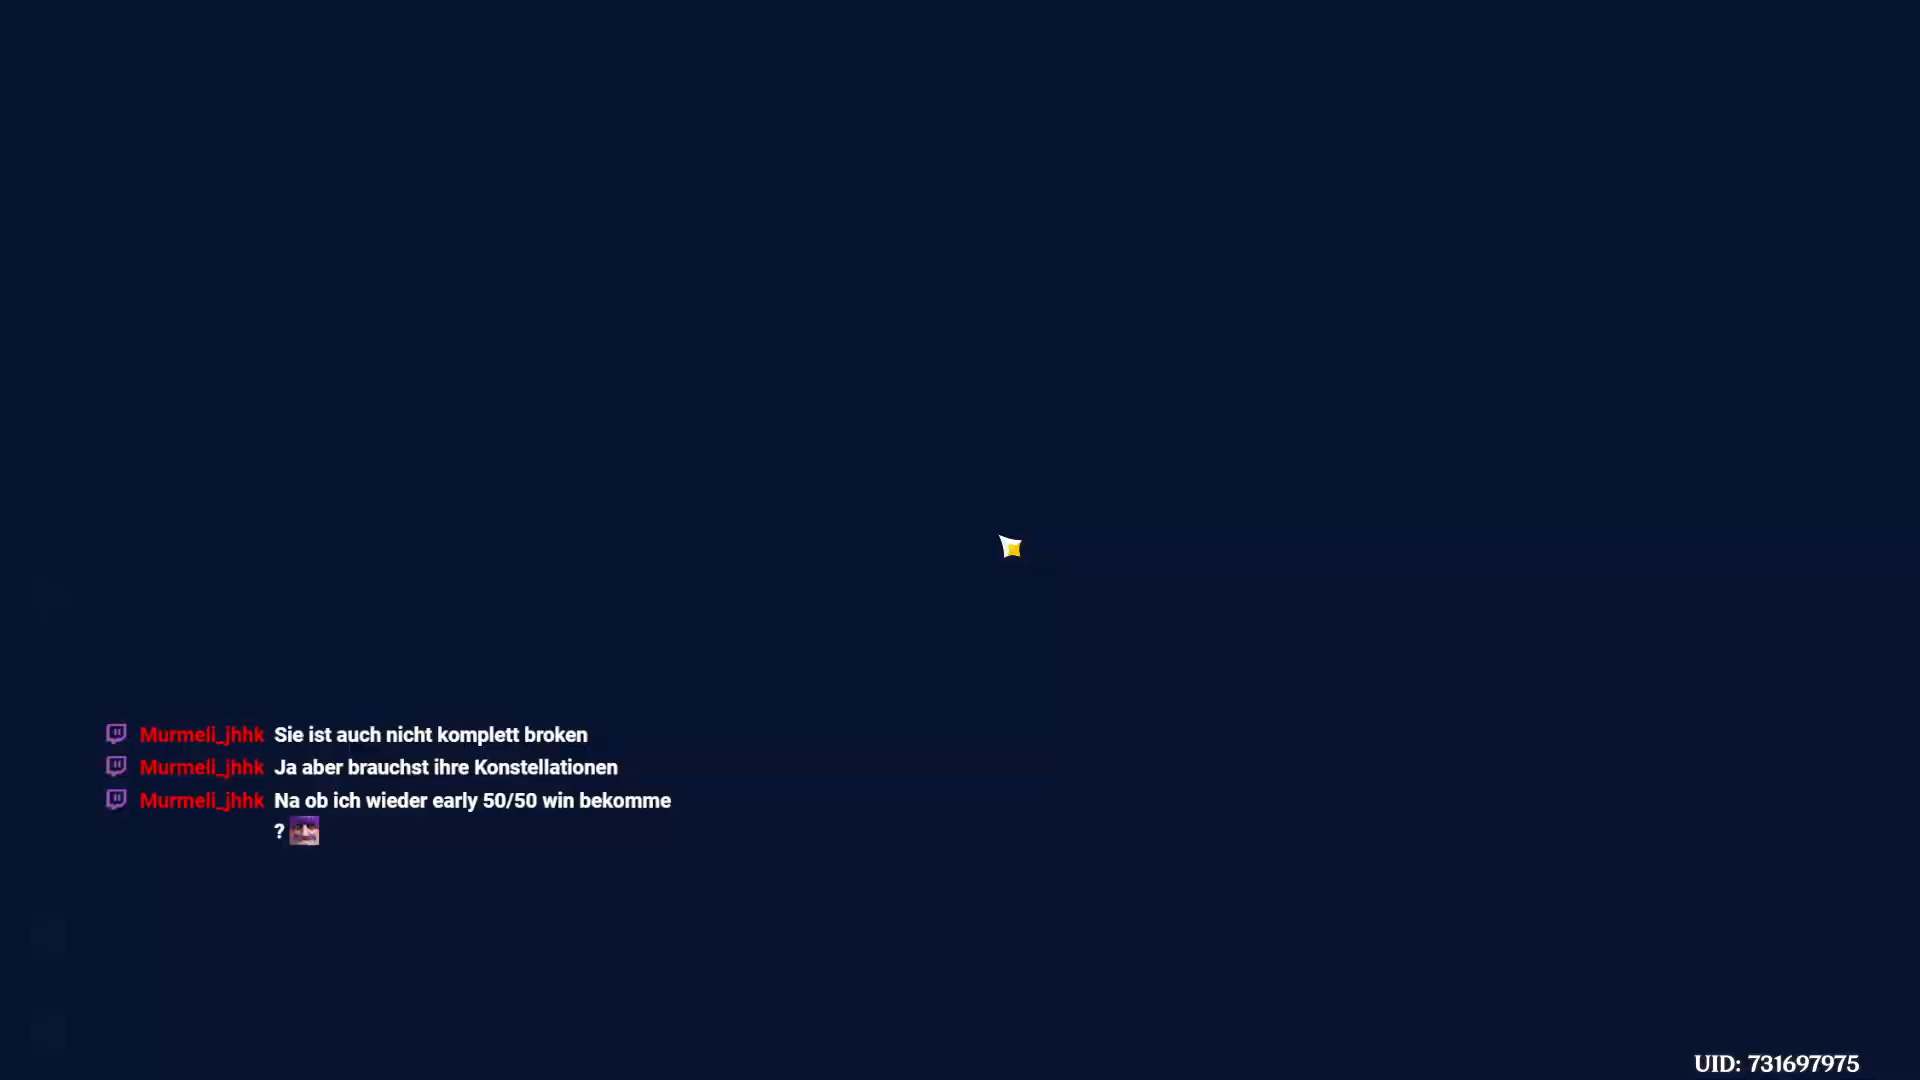 Murmeli_jhhk Sie ist auch nicht komplett broken
Murmeli_jhhk Ja aber brauchst ihre Konstellationen
Murmeli_jhhk Na ob ich wieder early 50/50 win bekomme
?
UID: 731697975